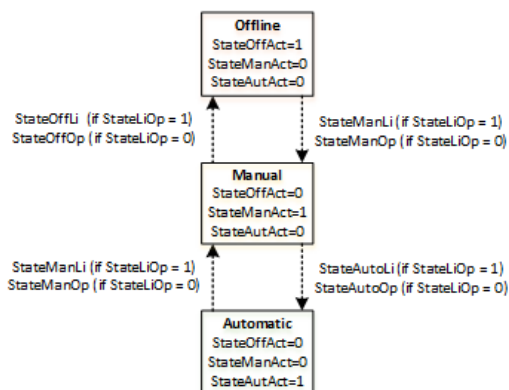 Offline
StateOffAct=1
StateManAct=0
StateAutAct=0
StateOffLi (if StateLiOp = 1)
StateOffOp (if StateLiOp = 0)
StateManLi (if StateLiOp = 1)
StateManOp (if StateLiOp = 0)
Manual
StateOffAct=0
StateManAct=1
StateAutAct=0
StateManLi (if StateLiOp = 1)
StateManOp (if StateLiOp = 0)
StateAutoLi (if StateLiOp = 1)
StateAutoOp (if StateLiOp = 0)
Automatic
StateOffAct=0
StateManAct=0
StateAutAct=1